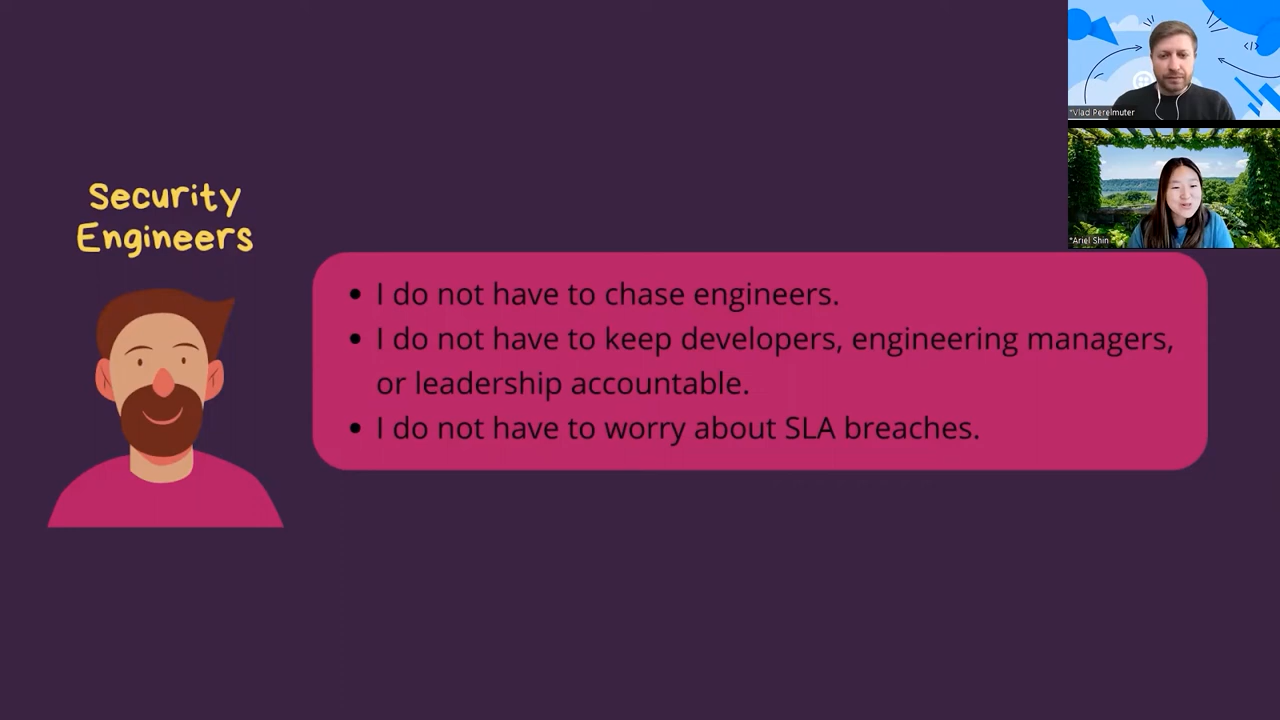 *Vlad Perelmuter
*Ariel Shin
Security
Engineers
• I do not have to chase engineers.
• I do not have to keep developers, engineering managers,
or leadership accountable.
• I do not have to worry about SLA breaches.